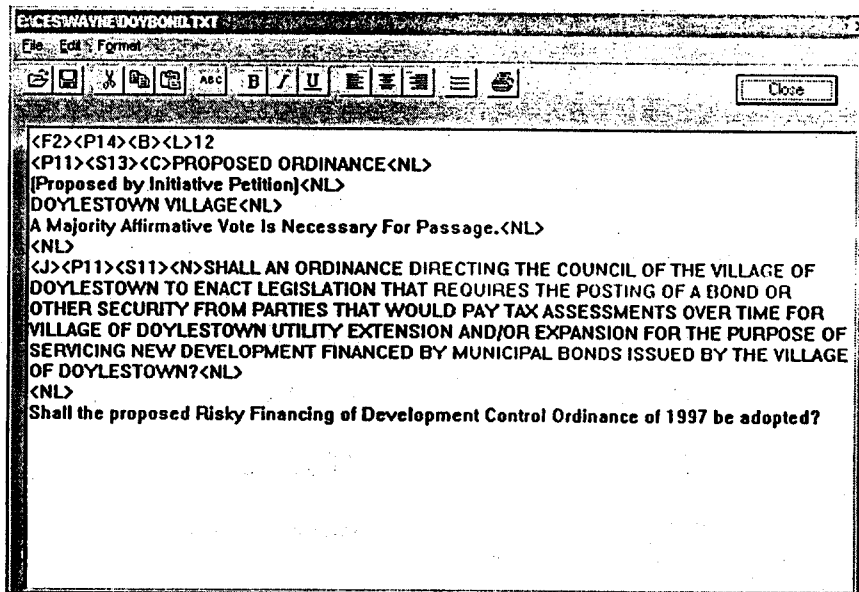 E:\CES\WAYNE\DOYBOND.TXT
File Edit Format
ABC B I U Close
<F2><P14><B><L>12
<P11><S13><C>PROPOSED ORDINANCE<NL>
(Proposed by Initiative Petition)<NL>
DOYLESTOWN VILLAGE<NL>
A Majority Affirmative Vote Is Necessary For Passage.<NL>
<NL>
<J><P11><S11><N>SHALL AN ORDINANCE DIRECTING THE COUNCIL OF THE VILLAGE OF
DOYLESTOWN TO ENACT LEGISLATION THAT REQUIRES THE POSTING OF A BOND OR
OTHER SECURITY FROM PARTIES THAT WOULD PAY TAX ASSESSMENTS OVER TIME FOR
VILLAGE OF DOYLESTOWN UTILITY EXTENSION AND/OR EXPANSION FOR THE PURPOSE OF
SERVICING NEW DEVELOPMENT FINANCED BY MUNICIPAL BONDS ISSUED BY THE VILLAGE
OF DOYLESTOWN?<NL>
<NL>
Shall the proposed Risky Financing of Development Control Ordinance of 1997 be adopted?